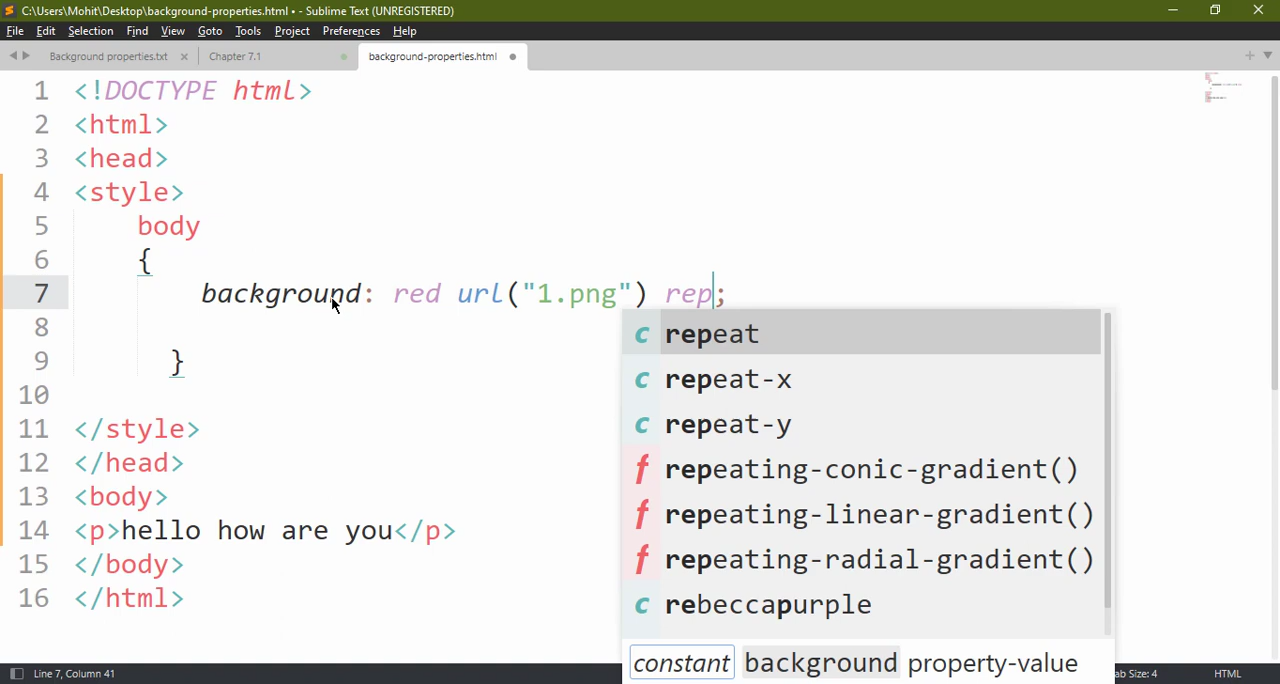 C:\Users\Mohit\Desktop\background-properties.html • - Sublime Text (UNREGISTERED)
File Edit Selection Find View Goto Tools Project Preferences Help
Background properties.txt Chapter 7.1 background-properties.html
1 <!DOCTYPE html>
2 <html>
3 <head>
4 <style>
5 body
6 {
7 background: red url("1.png") rep;
8
9 }
10
11 </style>
12 </head>
13 <body>
14 <p>hello how are you</p>
15 </body>
16 </html>
c repeat
c repeat-x
c repeat-y
f repeating-conic-gradient()
f repeating-linear-gradient()
f repeating-radial-gradient()
c rebeccapurple
constant background property-value
Line 7, Column 41
ab Size: 4 HTML